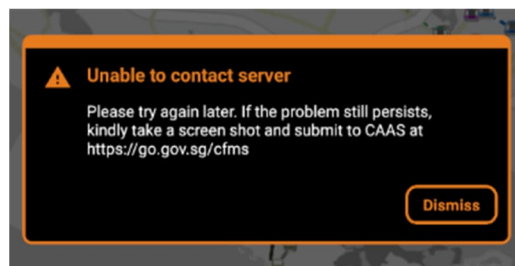 Unable to contact server
Please try again later. If the problem still persists,
kindly take a screen shot and submit to CAAS at
https://go.gov.sg/cfms
Dismiss